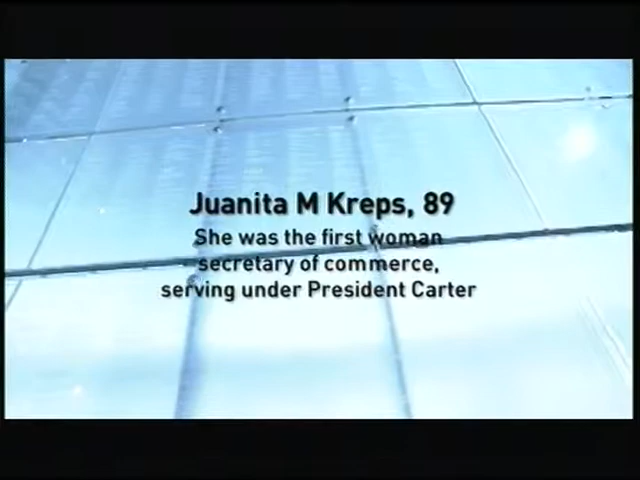 Juanita M Kreps, 89
She was the first woman
secretary of commerce,
serving under President Carter